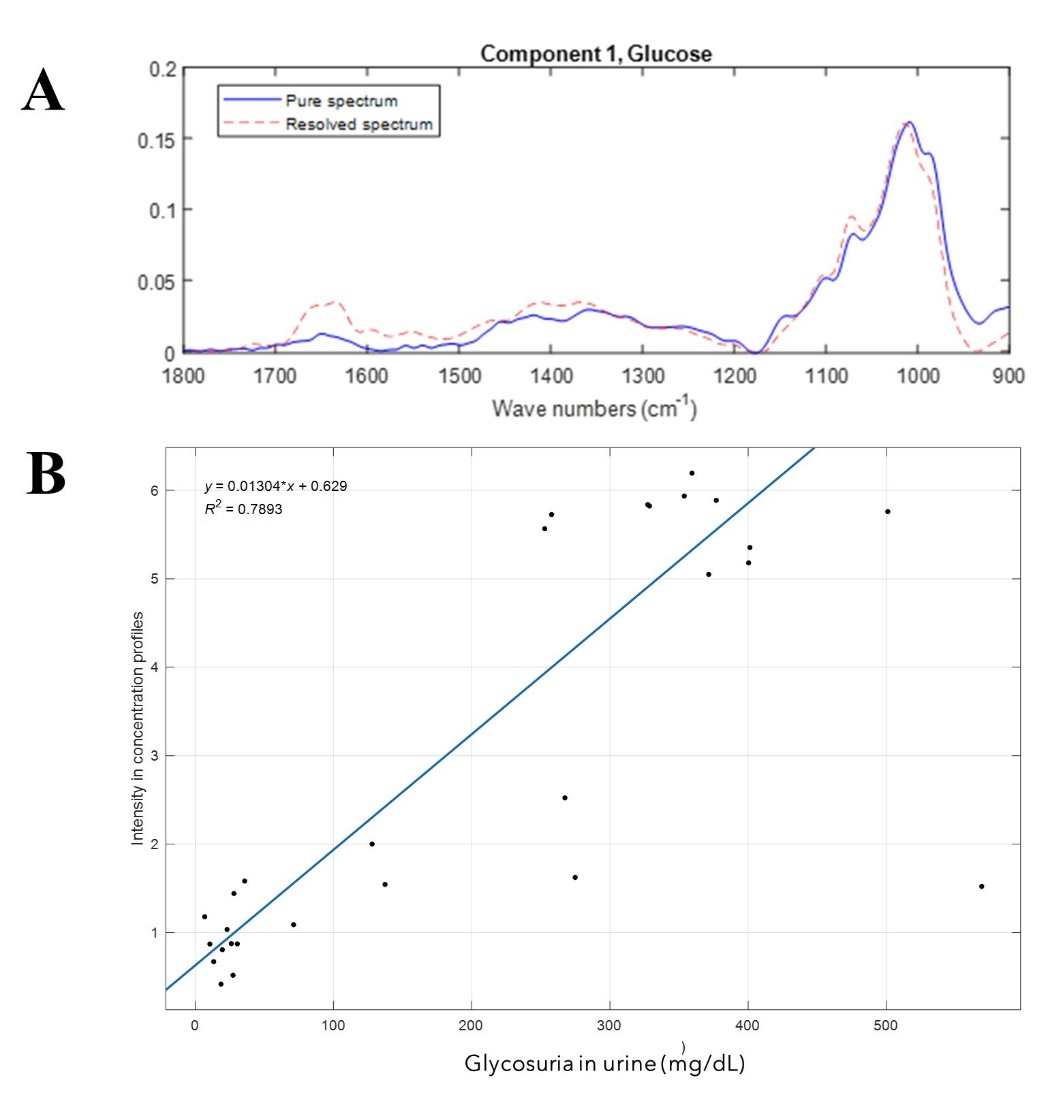 A
Component 1, Glucose
0.2
0.15
0.1
0.05
0
Pure spectrum
Resolved spectrum
1800 1700 1600 1500 1400 1300 1200 1100 1000 900
Wave numbers (cm⁻¹)
B
y = 0.01304*x + 0.629
R² = 0.7893
6
5
4
3
2
1
Intensity in concentration profiles
0 100 200 300 400 500
)
Glycosuria in urine (mg/dL)